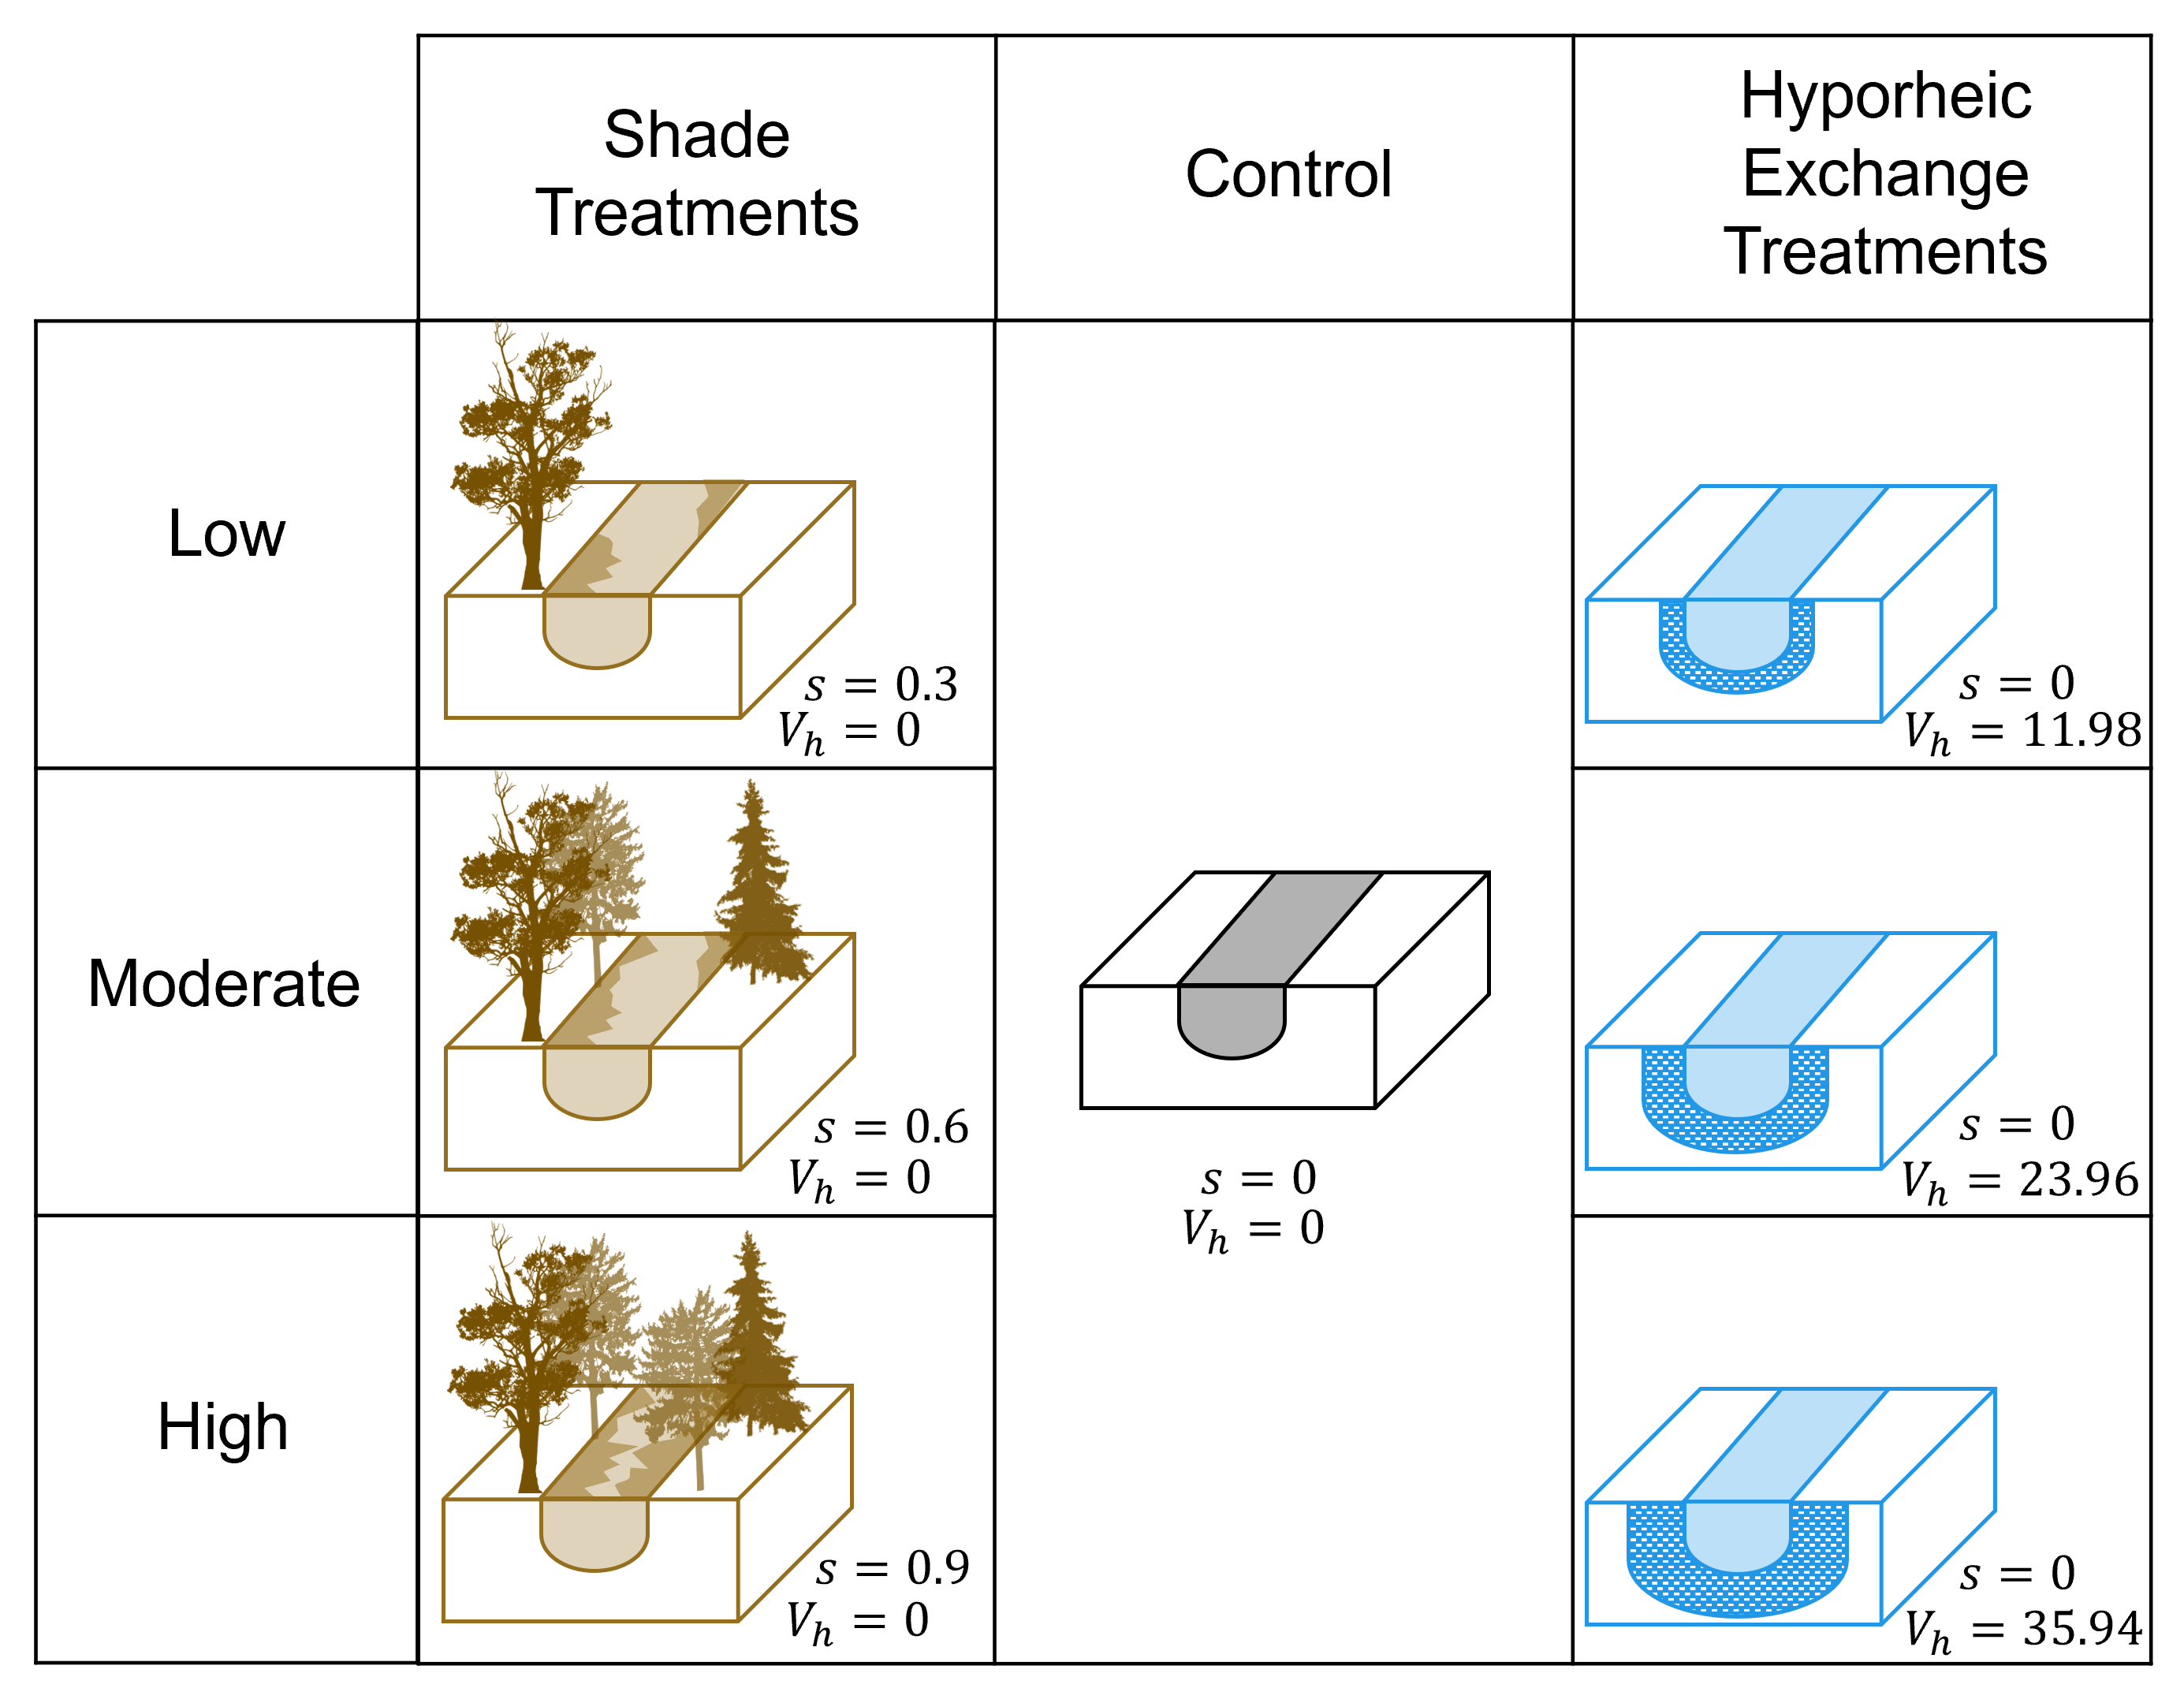 Shade
Treatments
Control
Hyporheic
Exchange
Treatments
Low
s = 0.3
V_h = 0
s = 0
V_h = 11.98
Moderate
s = 0.6
V_h = 0
s = 0
V_h = 0
s = 0
V_h = 23.96
High
s = 0.9
V_h = 0
s = 0
V_h = 35.94